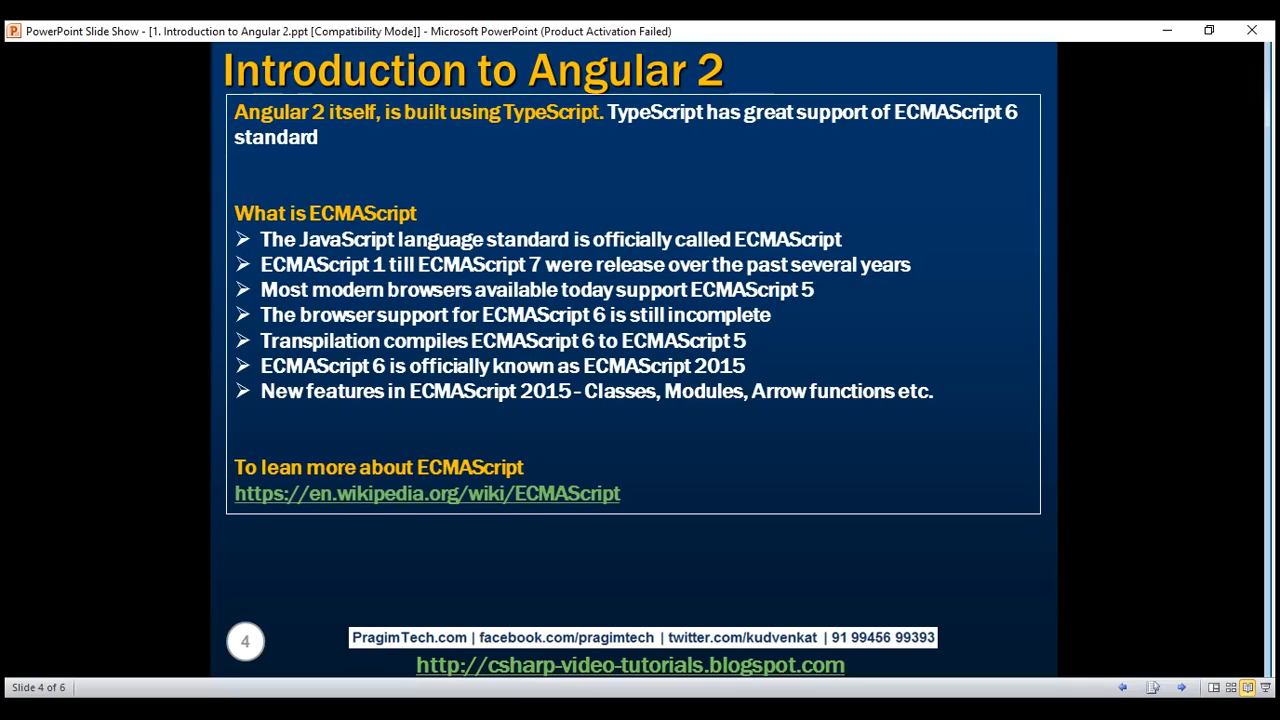 PowerPoint Slide Show - [1. Introduction to Angular 2.ppt [Compatibility Mode]] - Microsoft PowerPoint (Product Activation Failed)
Introduction to Angular 2
Angular 2 itself, is built using TypeScript. TypeScript has great support of ECMAScript 6
standard
What is ECMAScript
The JavaScript language standard is officially called ECMAScript
ECMAScript 1 till ECMAScript 7 were release over the past several years
Most modern browsers available today support ECMAScript 5
The browser support for ECMAScript 6 is still incomplete
Transpilation compiles ECMAScript 6 to ECMAScript 5
ECMAScript 6 is officially known as ECMAScript 2015
New features in ECMAScript 2015 - Classes, Modules, Arrow functions etc.
To lean more about ECMAScript
https://en.wikipedia.org/wiki/ECMAScript
4
PragimTech.com | facebook.com/pragimtech | twitter.com/kudvenkat | 91 99456 99393
http://csharp-video-tutorials.blogspot.com
Slide 4 of 6